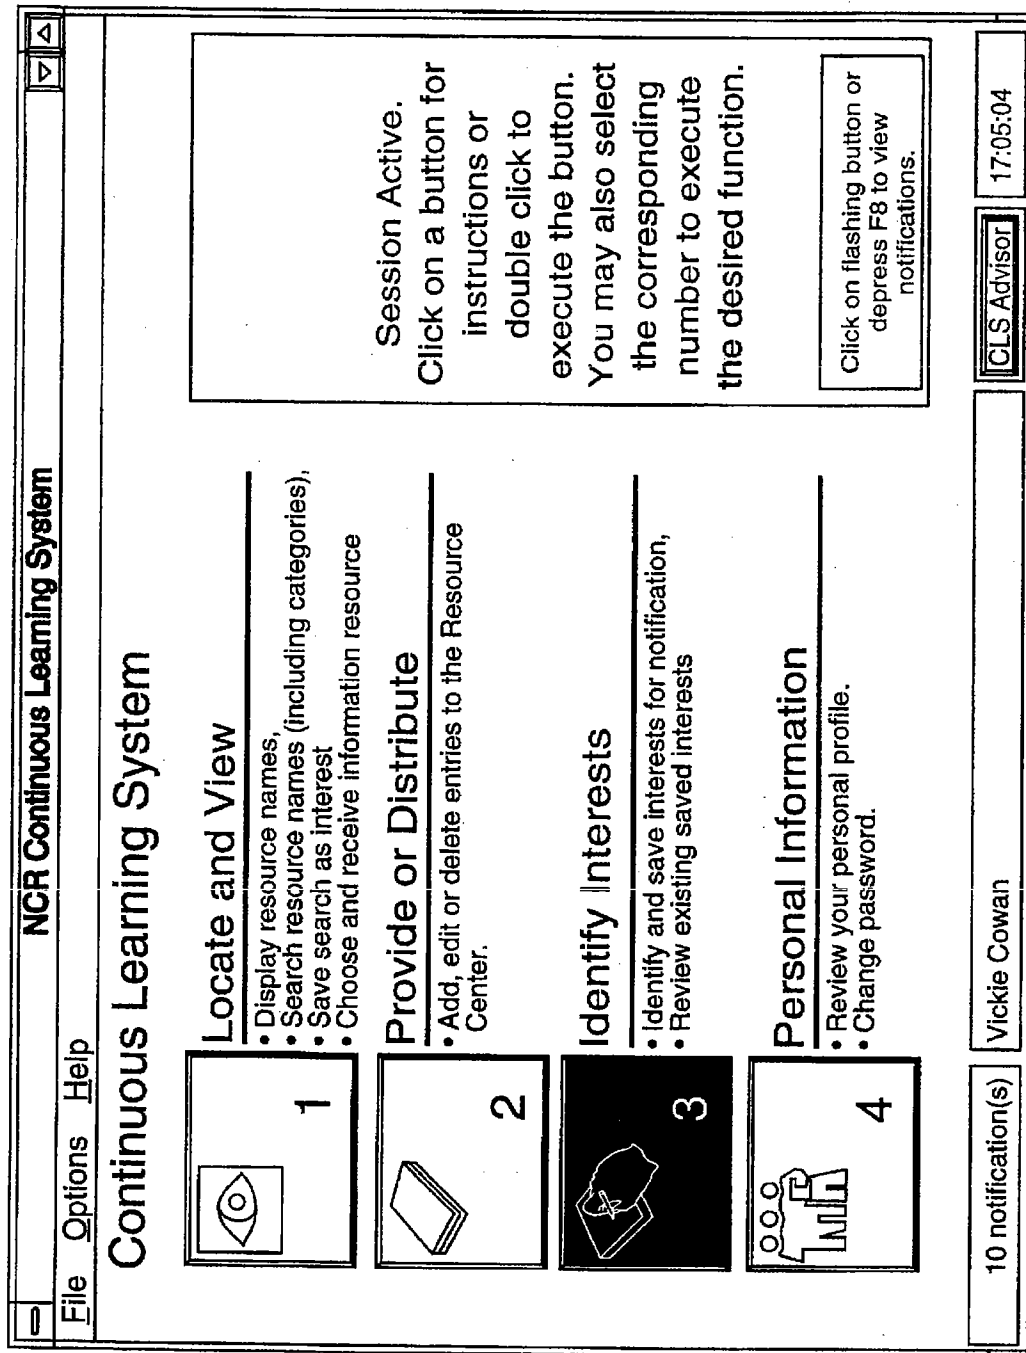 NCR Continuous Learning System
File Options Help
Continuous Learning System
1
Locate and View
• Display resource names,
• Search resource names (including categories),
• Save search as interest
• Choose and receive information resource
2
Provide or Distribute
• Add, edit or delete entries to the Resource
Center.
3
Identify Interests
• Identify and save interests for notification,
• Review existing saved interests
4
Personal Information
• Review your personal profile.
• Change password.
Session Active.
Click on a button for
instructions or
double click to
execute the button.
You may also select
the corresponding
number to execute
the desired function.
Click on flashing button or
depress F8 to view
notifications.
10 notification(s)
Vickie Cowan
CLS Advisor
17:05:04